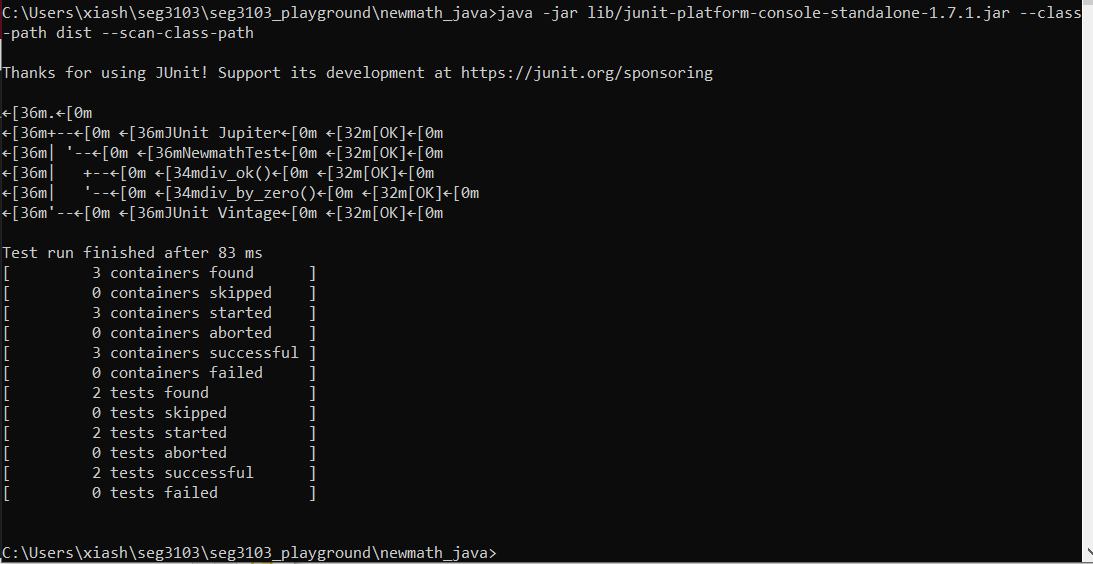 C:\Users\xiash\seg3103\seg3103_playground\newmath_java>java -jar lib/junit-platform-console-standalone-1.7.1.jar --class
-path dist --scan-class-path
Thanks for using JUnit! Support its development at https://junit.org/sponsoring
←[36m.←[0m
←[36m+--←[0m ←[36mJUnit Jupiter←[0m ←[32m[OK]←[0m
←[36m| '--←[0m ←[36mNewmathTest←[0m ←[32m[OK]←[0m
←[36m|   +--←[0m ←[34mdiv_ok()←[0m ←[32m[OK]←[0m
←[36m|   '--←[0m ←[34mdiv_by_zero()←[0m ←[32m[OK]←[0m
←[36m'--←[0m ←[36mJUnit Vintage←[0m ←[32m[OK]←[0m
Test run finished after 83 ms
[         3 containers found      ]
[         0 containers skipped    ]
[         3 containers started    ]
[         0 containers aborted    ]
[         3 containers successful ]
[         0 containers failed     ]
[         2 tests found           ]
[         0 tests skipped         ]
[         2 tests started         ]
[         0 tests aborted         ]
[         2 tests successful      ]
[         0 tests failed          ]
C:\Users\xiash\seg3103\seg3103_playground\newmath_java>